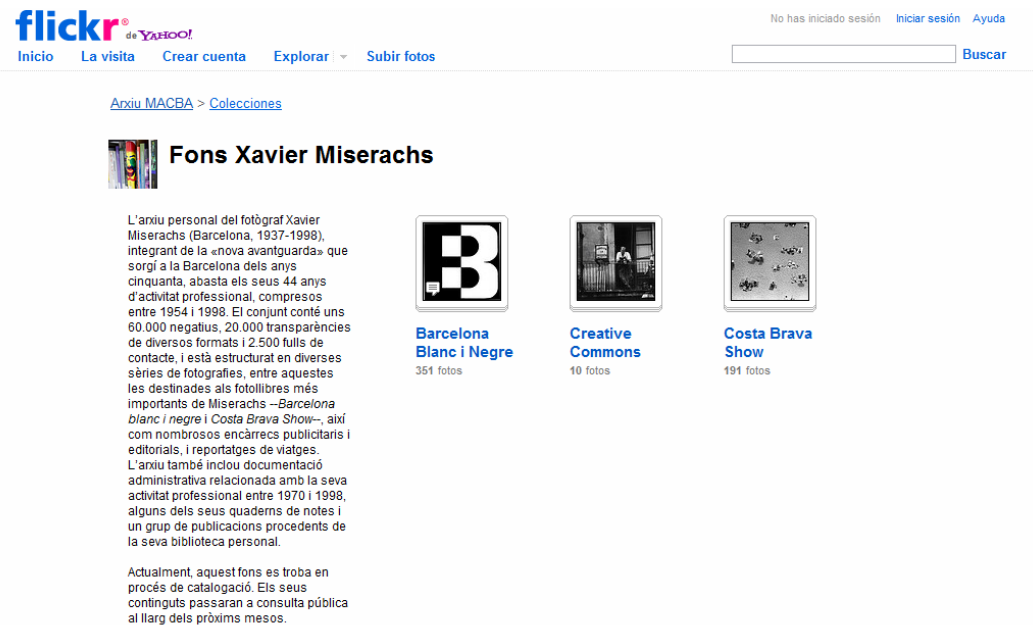 flickr® de YAHOO!
No has iniciado sesión Iniciar sesión Ayuda
Inicio La visita Crear cuenta Explorar Subir fotos
Buscar
Arxiu MACBA > Colecciones
Fons Xavier Miserachs
L'arxiu personal del fotògraf Xavier
Miserachs (Barcelona, 1937-1998),
integrant de la «nova avantguarda» que
sorgí a la Barcelona dels anys
cinquanta, abasta els seus 44 anys
d'activitat professional, compresos
entre 1954 i 1998. El conjunt conté uns
60.000 negatius, 20.000 transparències
de diversos formats i 2.500 fulls de
contacte, i està estructurat en diverses
sèries de fotografies, entre aquestes
les destinades als fotollibres més
importants de Miserachs --Barcelona
blanc i negre i Costa Brava Show--, així
com nombrosos encàrrecs publicitaris i
editorials, i reportatges de viatges.
L'arxiu també inclou documentació
administrativa relacionada amb la seva
activitat professional entre 1970 i 1998,
alguns dels seus quaderns de notes i
un grup de publicacions procedents de
la seva biblioteca personal.
Actualment, aquest fons es troba en
procés de catalogació. Els seus
continguts passaran a consulta pública
al llarg dels pròxims mesos.
B
Barcelona
Blanc i Negre
351 fotos
Creative
Commons
10 fotos
Costa Brava
Show
191 fotos